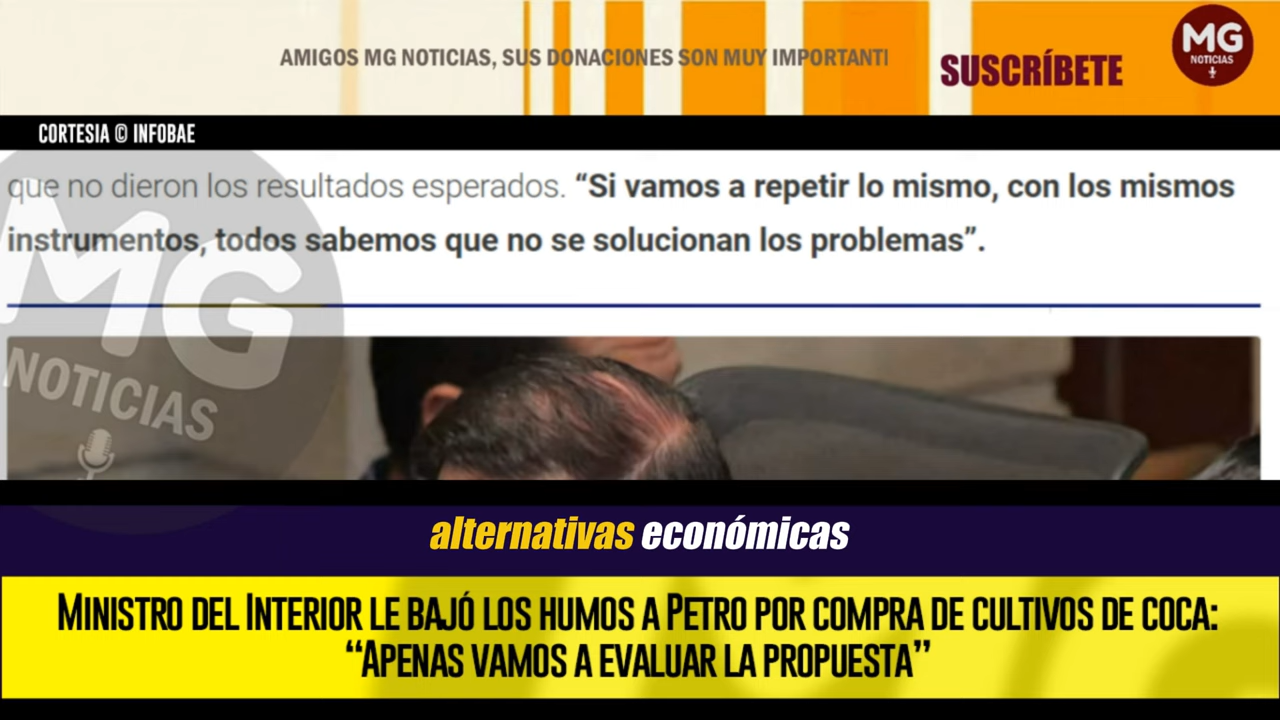 AMIGOS MG NOTICIAS, SUS DONACIONES SON MUY IMPORTANTI
SUSCRÍBETE
MG
NOTICIAS
CORTESIA © INFOBAE
que no dieron los resultados esperados. “Si vamos a repetir lo mismo, con los mismos
instrumentos, todos sabemos que no se solucionan los problemas”.
MG
NOTICIAS
alternativas económicas
MINISTRO DEL INTERIOR LE BAJÓ LOS HUMOS A PETRO POR COMPRA DE CULTIVOS DE COCA:
“APENAS VAMOS A EVALUAR LA PROPUESTA”